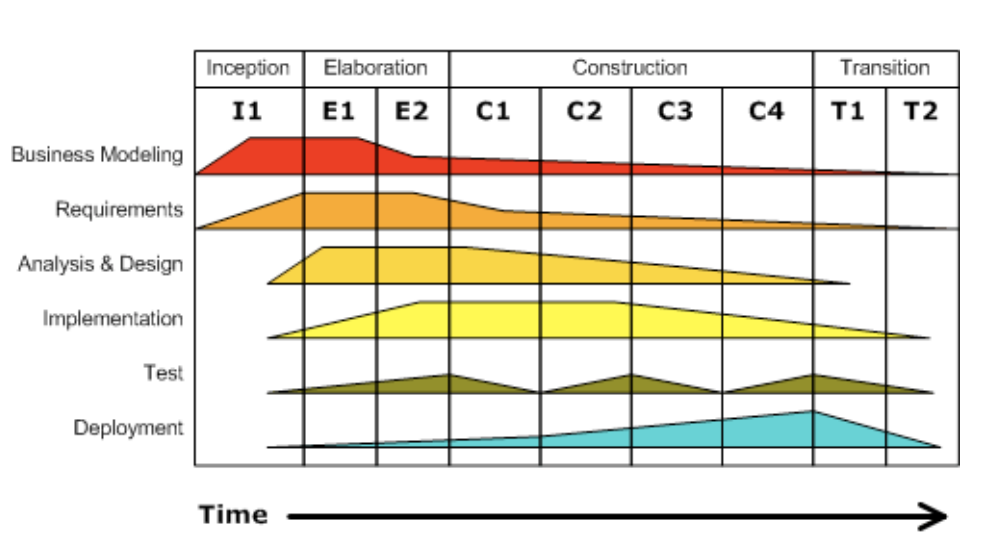 Inception Elaboration Construction Transition
I1 E1 E2 C1 C2 C3 C4 T1 T2
Business Modeling
Requirements
Analysis & Design
Implementation
Test
Deployment
Time